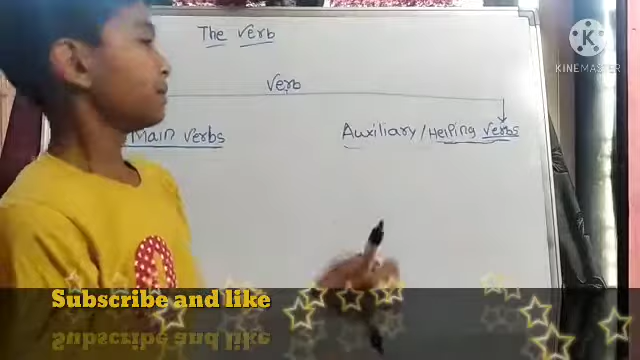 The verb
Verb
Main verbs
Auxiliary/Helping verbs
KINEMASTER
Subscribe and like